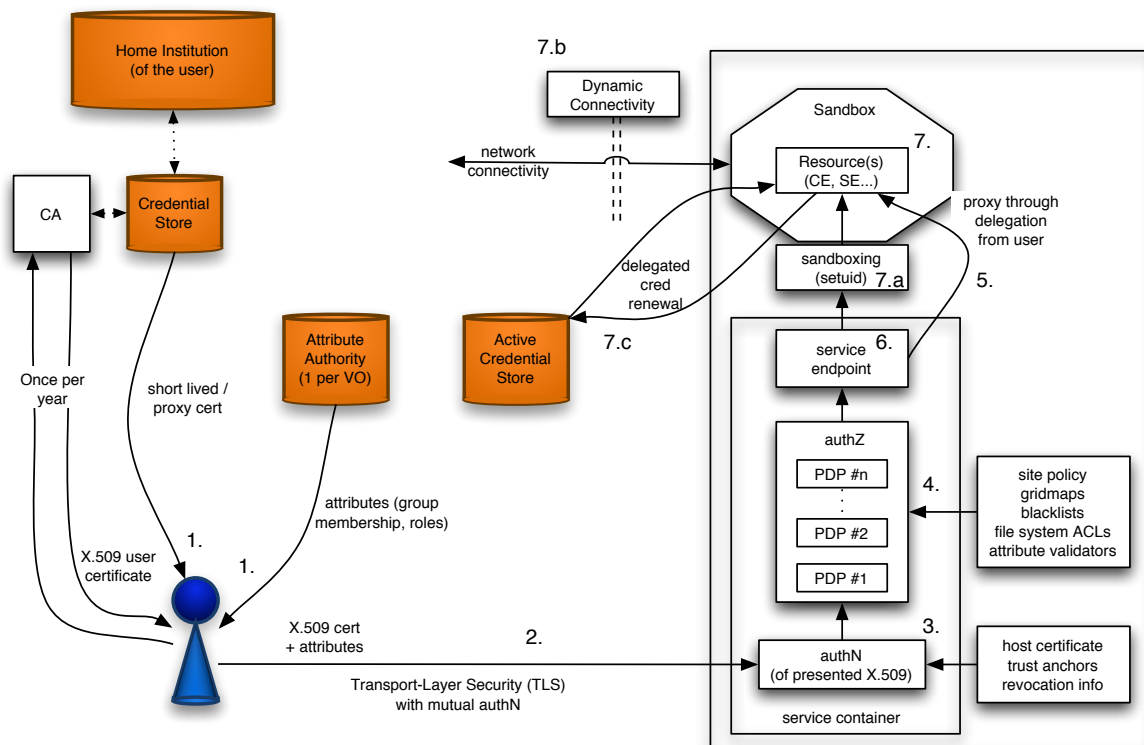 Home Institution
(of the user)
7.b
Dynamic
Connectivity
Sandbox
7.
Resource(s)
(CE, SE...)
network
connectivity
CA
Credential
Store
proxy through
delegation
from user
5.
sandboxing
(setuid)
7.a
delegated
cred
renewal
7.c
Attribute
Authority
(1 per VO)
Active
Credential
Store
6.
service
endpoint
Once per
year
short lived /
proxy cert
authZ
PDP #n
PDP #2
PDP #1
4.
site policy
gridmaps
blacklists
file system ACLs
attribute validators
attributes (group
membership, roles)
X.509 user
certificate
1.
1.
X.509 cert
+ attributes
2.
Transport-Layer Security (TLS)
with mutual authN
3.
authN
(of presented X.509)
host certificate
trust anchors
revocation info
service container